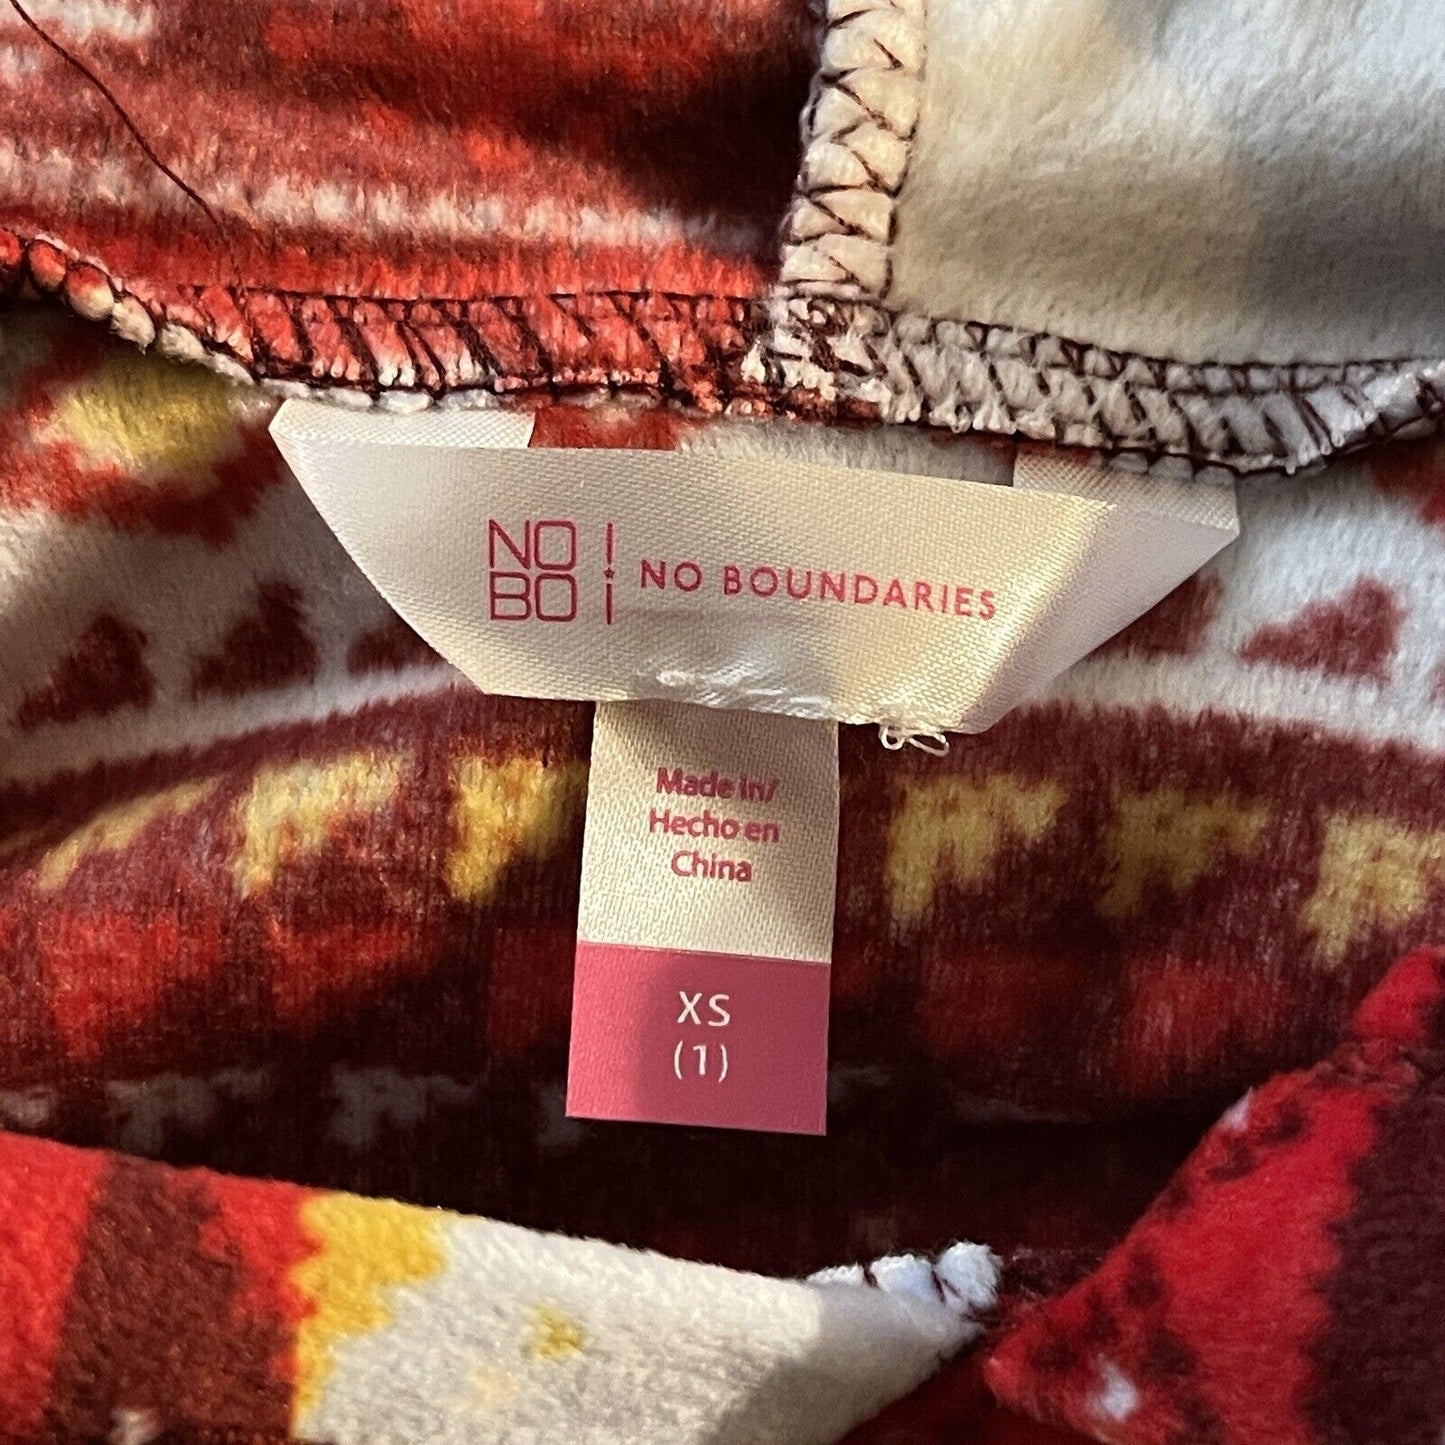 NO
BO
NO BOUNDARIES
Made in/
Hecho en
China
XS
(1)